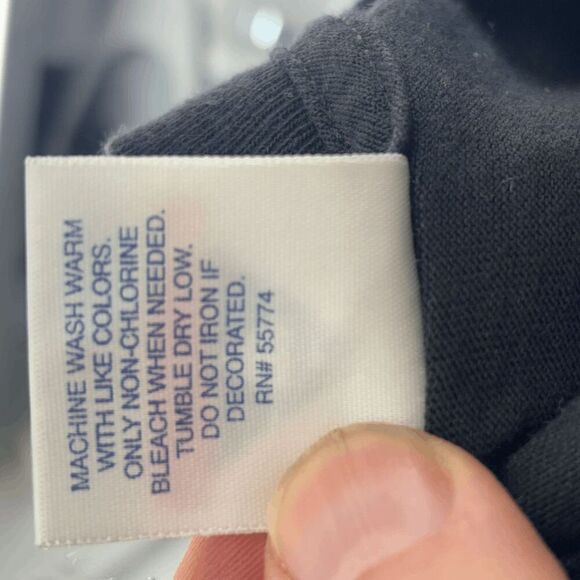 MACHINE WASH WARM
WITH LIKE COLORS.
ONLY NON-CHLORINE
BLEACH WHEN NEEDED.
TUMBLE DRY LOW.
DO NOT IRON IF
DECORATED.
RN# 55774